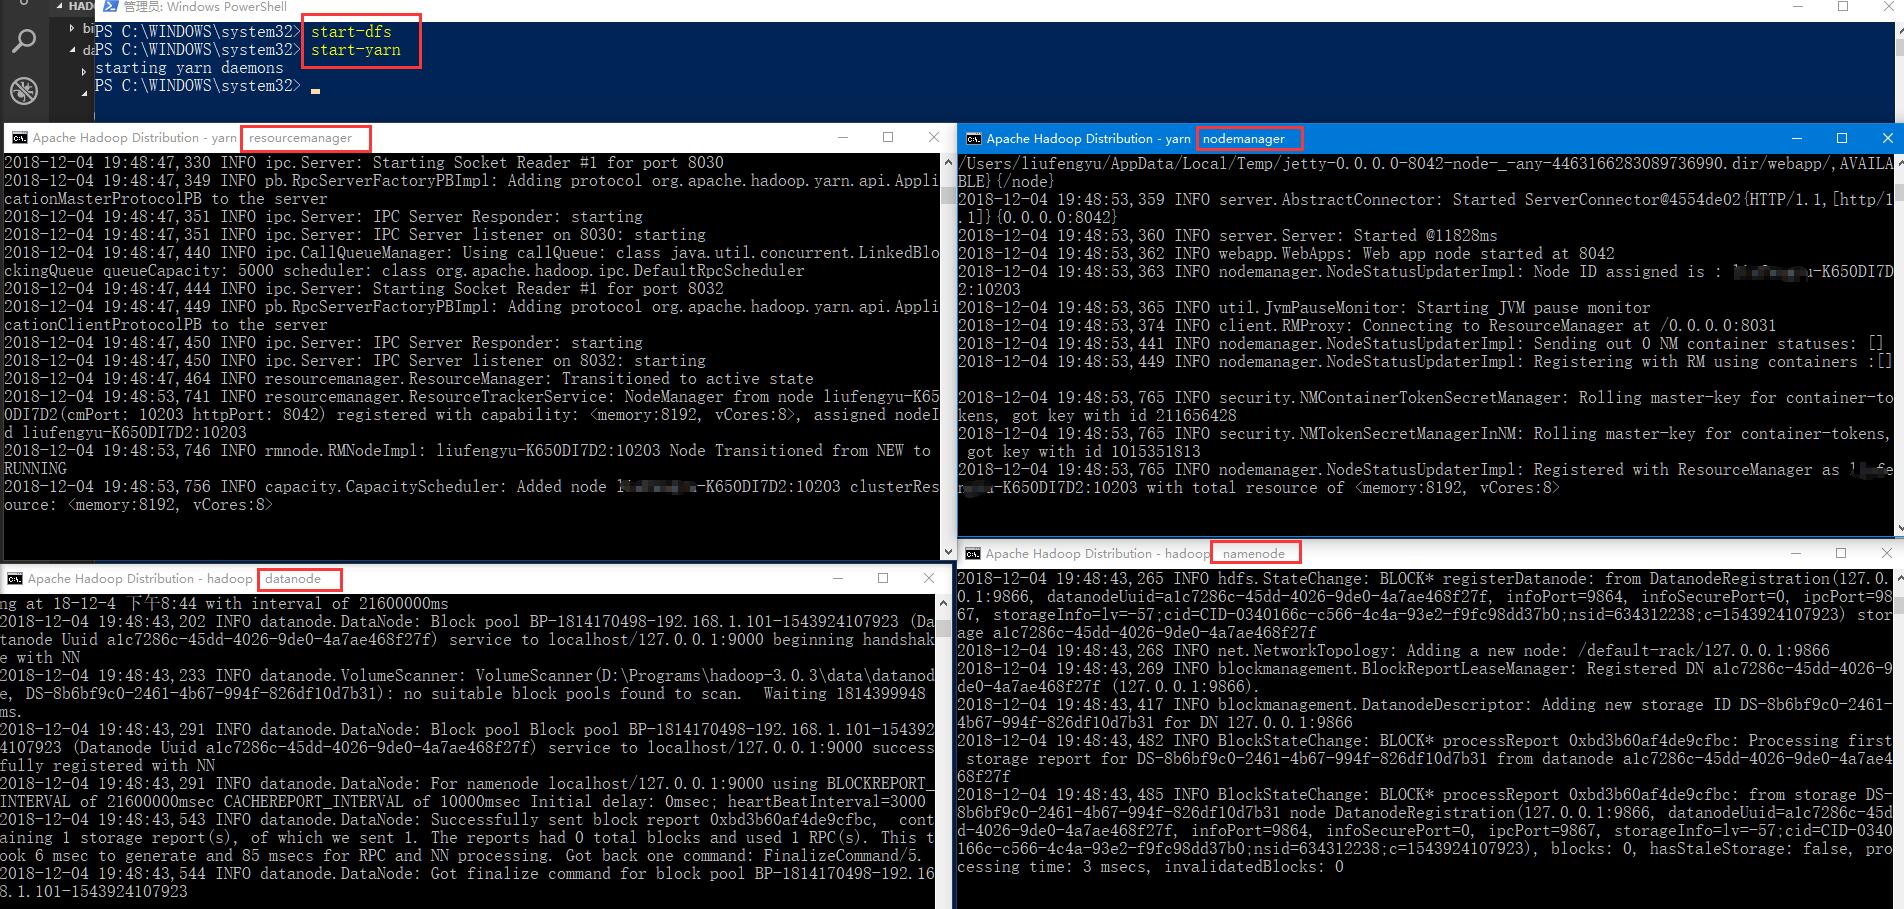 HADO
管理员: Windows PowerShell
bi
da
PS C:\WINDOWS\system32> start-dfs
PS C:\WINDOWS\system32> start-yarn
starting yarn daemons
PS C:\WINDOWS\system32>
Apache Hadoop Distribution - yarn resourcemanager
2018-12-04 19:48:47,330 INFO ipc.Server: Starting Socket Reader #1 for port 8030
2018-12-04 19:48:47,349 INFO pb.RpcServerFactoryPBImpl: Adding protocol org.apache.hadoop.yarn.api.Appli
cationMasterProtocolPB to the server
2018-12-04 19:48:47,351 INFO ipc.Server: IPC Server Responder: starting
2018-12-04 19:48:47,351 INFO ipc.Server: IPC Server listener on 8030: starting
2018-12-04 19:48:47,440 INFO ipc.CallQueueManager: Using callQueue: class java.util.concurrent.LinkedBlo
ckingQueue queueCapacity: 5000 scheduler: class org.apache.hadoop.ipc.DefaultRpcScheduler
2018-12-04 19:48:47,444 INFO ipc.Server: Starting Socket Reader #1 for port 8032
2018-12-04 19:48:47,449 INFO pb.RpcServerFactoryPBImpl: Adding protocol org.apache.hadoop.yarn.api.Appli
cationClientProtocolPB to the server
2018-12-04 19:48:47,450 INFO ipc.Server: IPC Server Responder: starting
2018-12-04 19:48:47,450 INFO ipc.Server: IPC Server listener on 8032: starting
2018-12-04 19:48:47,464 INFO resourcemanager.ResourceManager: Transitioned to active state
2018-12-04 19:48:53,741 INFO resourcemanager.ResourceTrackerService: NodeManager from node liufengyu-K65
0DI7D2(cmPort: 10203 httpPort: 8042) registered with capability: <memory:8192, vCores:8>, assigned nodeI
d liufengyu-K650DI7D2:10203
2018-12-04 19:48:53,746 INFO rmnode.RMNodeImpl: liufengyu-K650DI7D2:10203 Node Transitioned from NEW to
RUNNING
2018-12-04 19:48:53,756 INFO capacity.CapacityScheduler: Added node -K650DI7D2:10203 clusterRes
ource: <memory:8192, vCores:8>
Apache Hadoop Distribution - yarn nodemanager
/Users/liufengyu/AppData/Local/Temp/jetty-0.0.0.0-8042-node-_-any-4463166283089736990.dir/webapp/,AVAILA
BLE}{/node}
2018-12-04 19:48:53,359 INFO server.AbstractConnector: Started ServerConnector@4554de02{HTTP/1.1,[http/1
.1]}{0.0.0.0:8042}
2018-12-04 19:48:53,360 INFO server.Server: Started @11828ms
2018-12-04 19:48:53,362 INFO webapp.WebApps: Web app node started at 8042
2018-12-04 19:48:53,363 INFO nodemanager.NodeStatusUpdaterImpl: Node ID assigned is : -K650DI7D
2:10203
2018-12-04 19:48:53,365 INFO util.JvmPauseMonitor: Starting JVM pause monitor
2018-12-04 19:48:53,374 INFO client.RMProxy: Connecting to ResourceManager at /0.0.0.0:8031
2018-12-04 19:48:53,441 INFO nodemanager.NodeStatusUpdaterImpl: Sending out 0 NM container statuses: []
2018-12-04 19:48:53,449 INFO nodemanager.NodeStatusUpdaterImpl: Registering with RM using containers :[]
2018-12-04 19:48:53,765 INFO security.NMContainerTokenSecretManager: Rolling master-key for container-to
kens, got key with id 211656428
2018-12-04 19:48:53,765 INFO security.NMTokenSecretManagerInNM: Rolling master-key for container-tokens,
got key with id 1015351813
2018-12-04 19:48:53,765 INFO nodemanager.NodeStatusUpdaterImpl: Registered with ResourceManager as
-K650DI7D2:10203 with total resource of <memory:8192, vCores:8>
Apache Hadoop Distribution - hadoop datanode
ng at 18-12-4 下午8:44 with interval of 21600000ms
2018-12-04 19:48:43,202 INFO datanode.DataNode: Block pool BP-1814170498-192.168.1.101-1543924107923 (Da
tanode Uuid a1c7286c-45dd-4026-9de0-4a7ae468f27f) service to localhost/127.0.0.1:9000 beginning handshak
e with NN
2018-12-04 19:48:43,233 INFO datanode.VolumeScanner: VolumeScanner(D:\Programs\hadoop-3.0.3\data\datanod
e, DS-8b6bf9c0-2461-4b67-994f-826df10d7b31): no suitable block pools found to scan.  Waiting 1814399948
ms.
2018-12-04 19:48:43,291 INFO datanode.DataNode: Block pool Block pool BP-1814170498-192.168.1.101-154392
4107923 (Datanode Uuid a1c7286c-45dd-4026-9de0-4a7ae468f27f) service to localhost/127.0.0.1:9000 success
fully registered with NN
2018-12-04 19:48:43,291 INFO datanode.DataNode: For namenode localhost/127.0.0.1:9000 using BLOCKREPORT_
INTERVAL of 21600000msec CACHEREPORT_INTERVAL of 10000msec Initial delay: 0msec; heartBeatInterval=3000
2018-12-04 19:48:43,543 INFO datanode.DataNode: Successfully sent block report 0xbd3b60af4de9cfbc,  cont
aining 1 storage report(s), of which we sent 1. The reports had 0 total blocks and used 1 RPC(s). This t
ook 6 msec to generate and 85 msecs for RPC and NN processing. Got back one command: FinalizeCommand/5.
2018-12-04 19:48:43,544 INFO datanode.DataNode: Got finalize command for block pool BP-1814170498-192.16
8.1.101-1543924107923
Apache Hadoop Distribution - hadoop namenode
2018-12-04 19:48:43,265 INFO hdfs.StateChange: BLOCK* registerDatanode: from DatanodeRegistration(127.0.
0.1:9866, datanodeUuid=a1c7286c-45dd-4026-9de0-4a7ae468f27f, infoPort=9864, infoSecurePort=0, ipcPort=98
67, storageInfo=lv=-57;cid=CID-0340166c-c566-4c4a-93e2-f9fc98dd37b0;nsid=634312238;c=1543924107923) stor
age a1c7286c-45dd-4026-9de0-4a7ae468f27f
2018-12-04 19:48:43,268 INFO net.NetworkTopology: Adding a new node: /default-rack/127.0.0.1:9866
2018-12-04 19:48:43,269 INFO blockmanagement.BlockReportLeaseManager: Registered DN a1c7286c-45dd-4026-9
de0-4a7ae468f27f (127.0.0.1:9866).
2018-12-04 19:48:43,417 INFO blockmanagement.DatanodeDescriptor: Adding new storage ID DS-8b6bf9c0-2461-
4b67-994f-826df10d7b31 for DN 127.0.0.1:9866
2018-12-04 19:48:43,482 INFO BlockStateChange: BLOCK* processReport 0xbd3b60af4de9cfbc: Processing first
storage report for DS-8b6bf9c0-2461-4b67-994f-826df10d7b31 from datanode a1c7286c-45dd-4026-9de0-4a7ae4
68f27f
2018-12-04 19:48:43,485 INFO BlockStateChange: BLOCK* processReport 0xbd3b60af4de9cfbc: from storage DS-
8b6bf9c0-2461-4b67-994f-826df10d7b31 node DatanodeRegistration(127.0.0.1:9866, datanodeUuid=a1c7286c-45d
d-4026-9de0-4a7ae468f27f, infoPort=9864, infoSecurePort=0, ipcPort=9867, storageInfo=lv=-57;cid=CID-0340
166c-c566-4c4a-93e2-f9fc98dd37b0;nsid=634312238;c=1543924107923), blocks: 0, hasStaleStorage: false, pro
cessing time: 3 msecs, invalidatedBlocks: 0